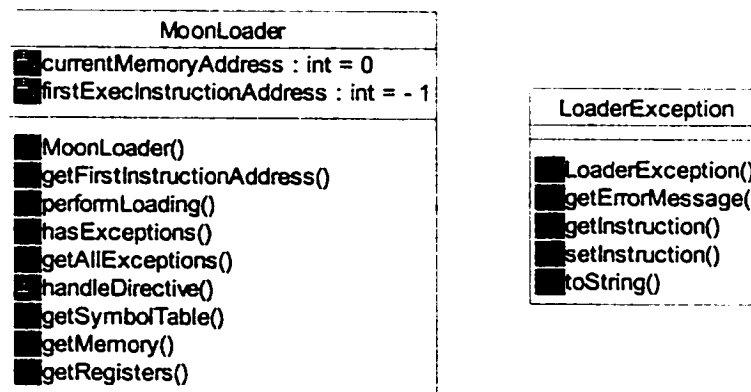 MoonLoader
currentMemoryAddress : int = 0
firstExecInstructionAddress : int = - 1
MoonLoader()
getFirstInstructionAddress()
performLoading()
hasExceptions()
getAllExceptions()
handleDirective()
getSymbolTable()
getMemory()
getRegisters()
LoaderException
LoaderException()
getErrorMessage(
getInstruction()
setInstruction()
toString()